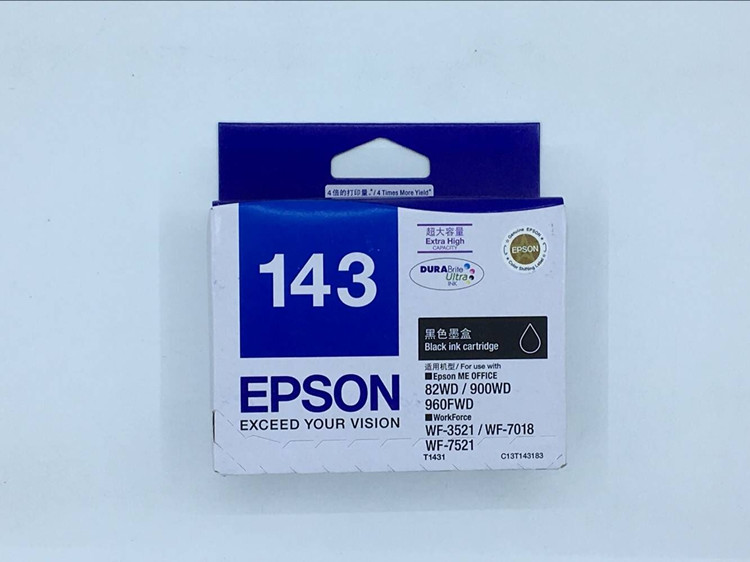 4倍的打印量*/4 Times More Yield*
143
EPSON
EXCEED YOUR VISION
超大容量
Extra High
CAPACITY
DURABrite
Ultra
INK
Genuine EPSON
EPSON
黑色墨盒
Black ink cartridge
适用机型/For use with
■Epson ME OFFICE
82WD / 900WD
960FWD
■WorkForce
WF-3521 / WF-7018
WF-7521
T1431
C13T143183